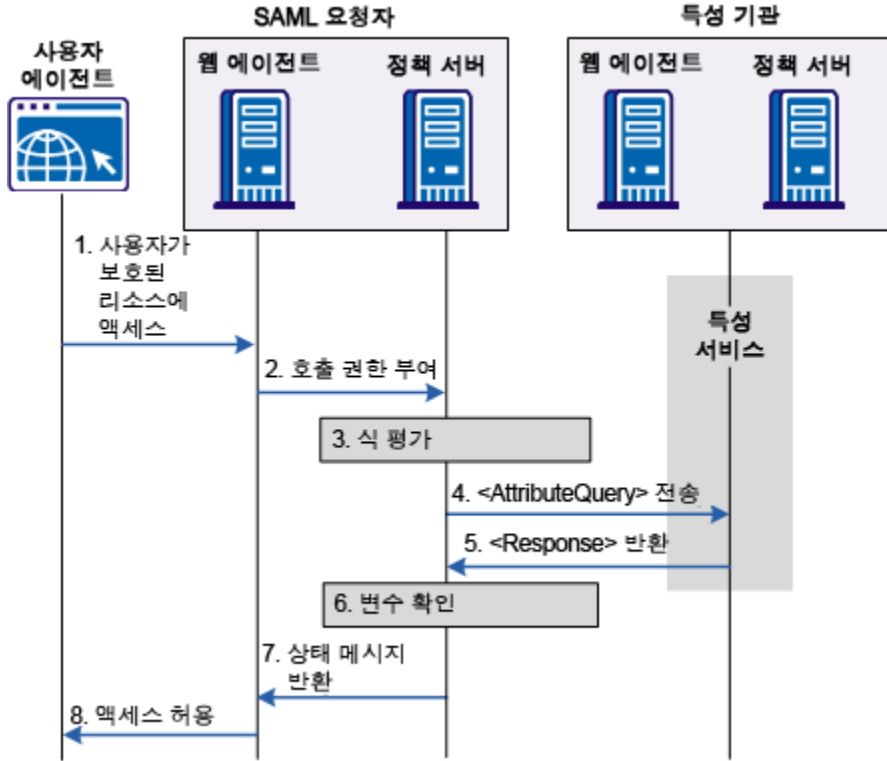 SAML 요청자
특성 기관
사용자
에이전트
웹 에이전트
정책 서버
웹 에이전트
정책 서버
1. 사용자가
보호된
리소스에
액세스
2. 호출 권한 부여
특성
서비스
3. 식 평가
4. <AttributeQuery> 전송
5. <Response> 반환
6. 변수 확인
7. 상태 메시지
반환
8. 액세스 허용